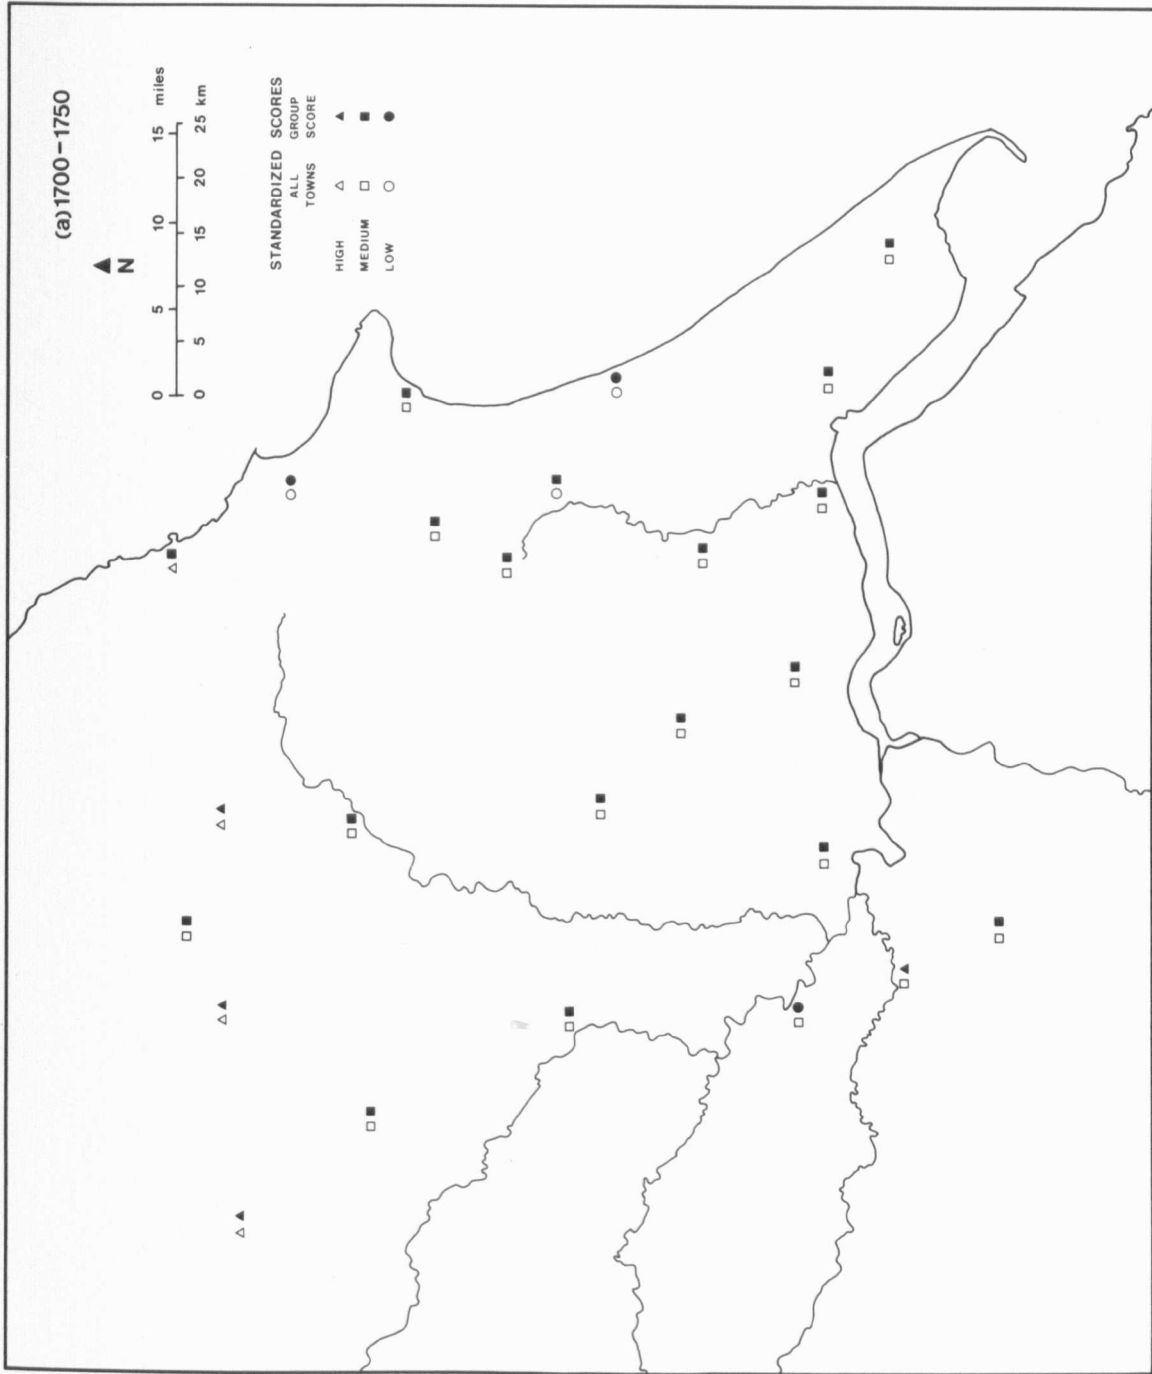 (a)1700–1750
N
0 5 10 15 miles
0 5 10 15 20 25 km
STANDARDIZED SCORES
ALL GROUP
TOWNS SCORE
HIGH
MEDIUM
LOW